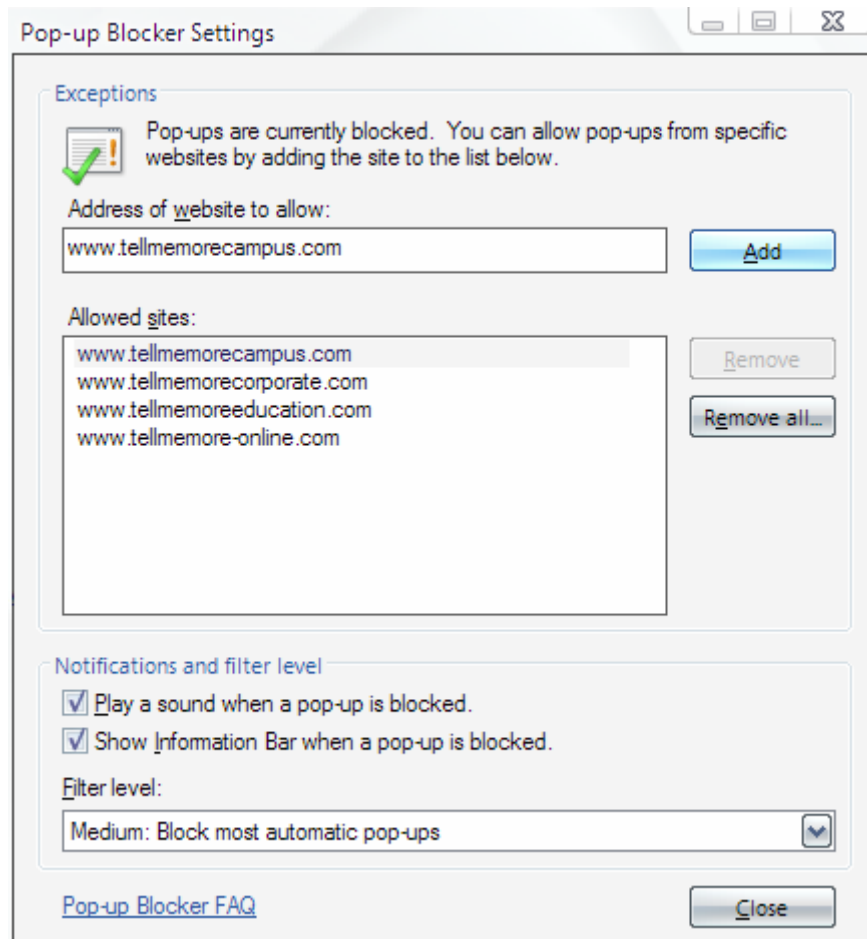 Pop-up Blocker Settings
Exceptions
Pop-ups are currently blocked. You can allow pop-ups from specific
websites by adding the site to the list below.
Address of website to allow:
www.tellmemorecampus.com
Add
Allowed sites:
www.tellmemorecampus.com
www.tellmemorecorporate.com
www.tellmemoreeducation.com
www.tellmemore-online.com
Remove
Remove all...
Notifications and filter level
Play a sound when a pop-up is blocked.
Show Information Bar when a pop-up is blocked.
Filter level:
Medium: Block most automatic pop-ups
Pop-up Blocker FAQ
Close